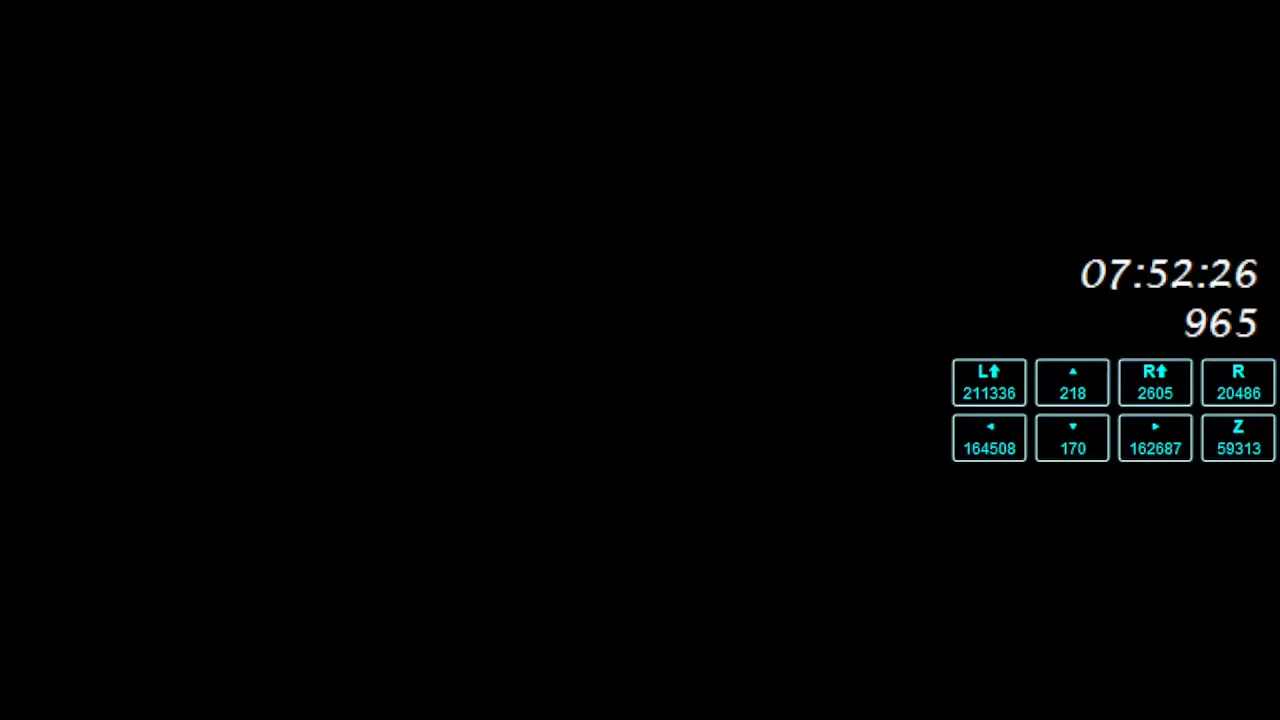 07:52:26
965
L⬆ ▲ R⬆ R
211336 218 2605 20486
◄ ▼ ► Z
164508 170 162687 59313